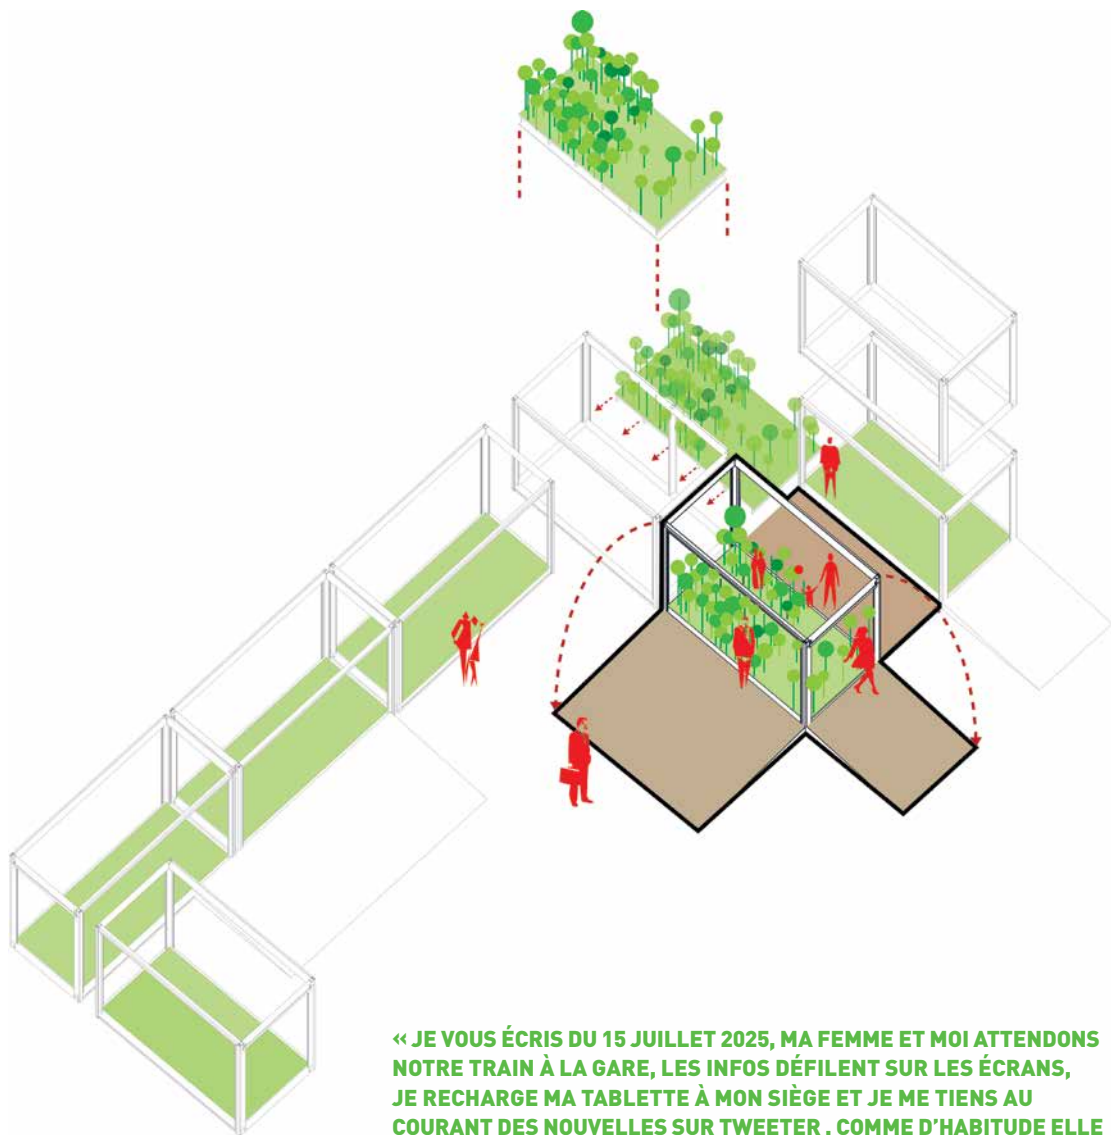 « JE VOUS ÉCRIS DU 15 JUILLET 2025, MA FEMME ET MOI ATTENDONS
NOTRE TRAIN À LA GARE, LES INFOS DÉFILENT SUR LES ÉCRANS,
JE RECHARGE MA TABLETTE À MON SIÈGE ET JE ME TIENS AU
COURANT DES NOUVELLES SUR TWEETER . COMME D’HABITUDE ELLE